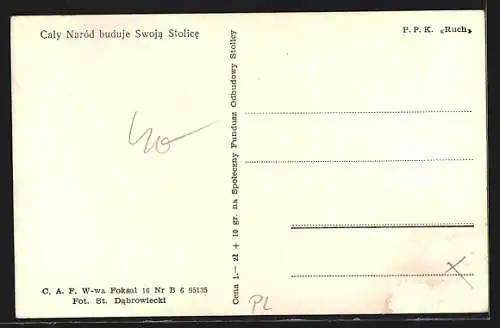 Cały Naród buduje Swoją Stolicę
P. P. K. «Ruch»
40
Cena 1.— zł + 10 gr. na Społeczny Fundusz Odbudowy Stolicy
C. A. F. W-wa Foksal 16 Nr B 6 95135
Fot. St. Dąbrowiecki
PL
X